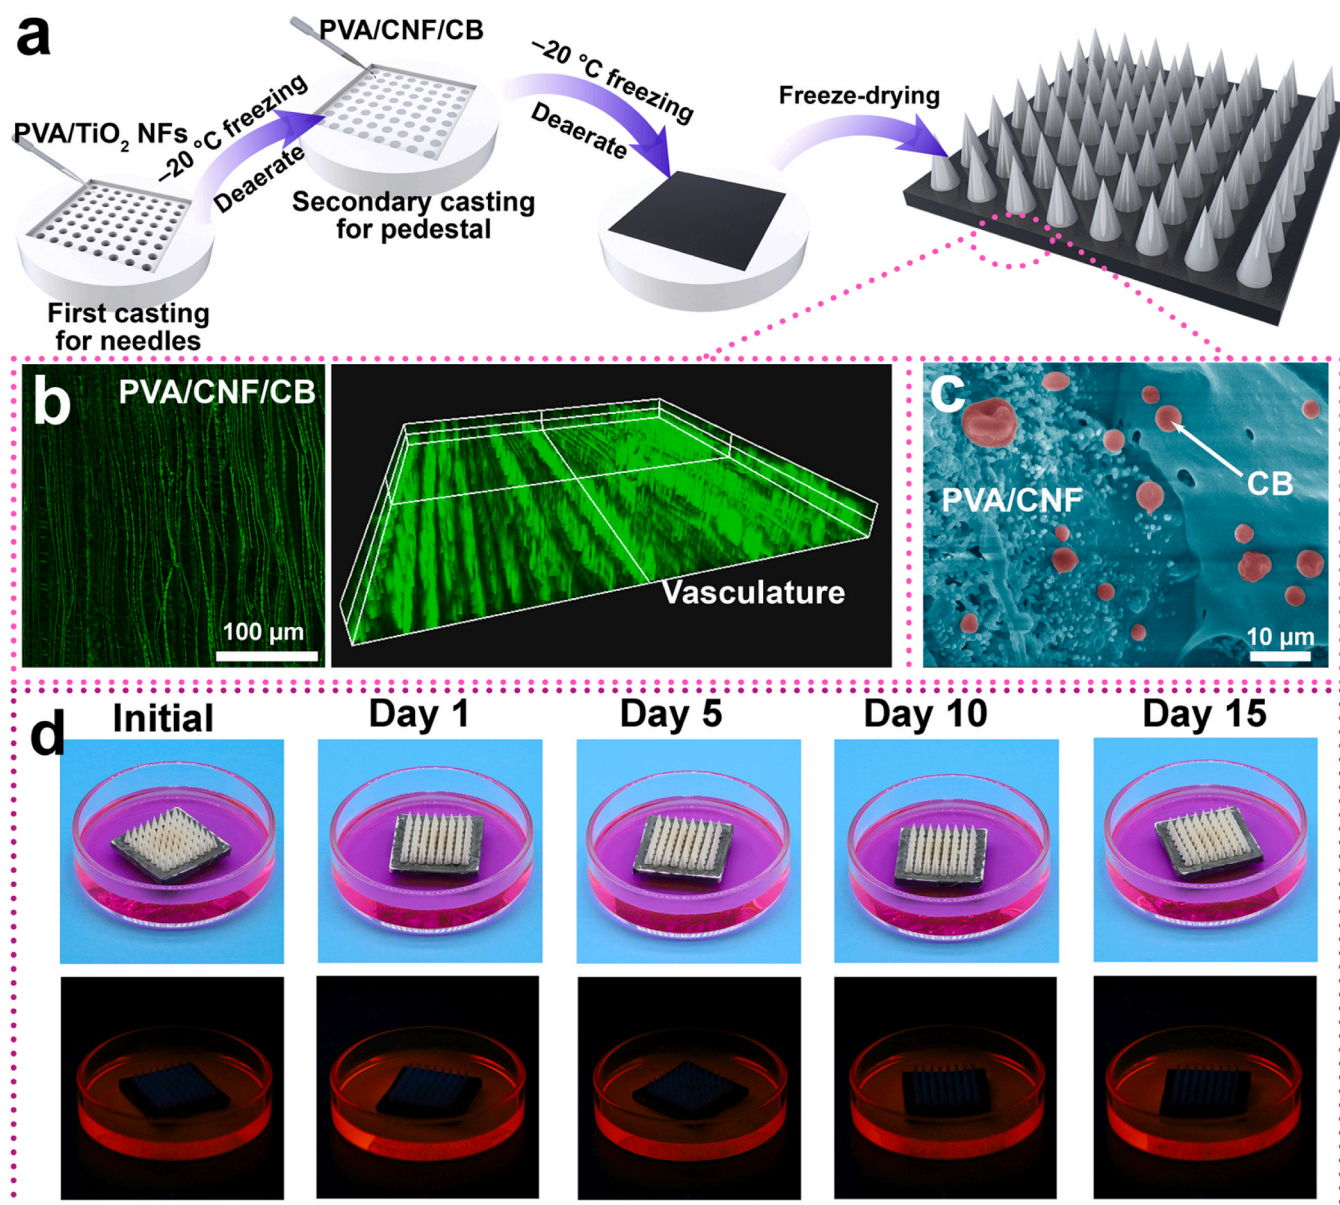 a
PVA/TiO2 NFs
–20 °C freezing
Deaerate
First casting
for needles
PVA/CNF/CB
Secondary casting
for pedestal
–20 °C freezing
Deaerate
Freeze-drying
b
PVA/CNF/CB
100 µm
Vasculature
c
PVA/CNF
CB
10 µm
d
Initial
Day 1
Day 5
Day 10
Day 15